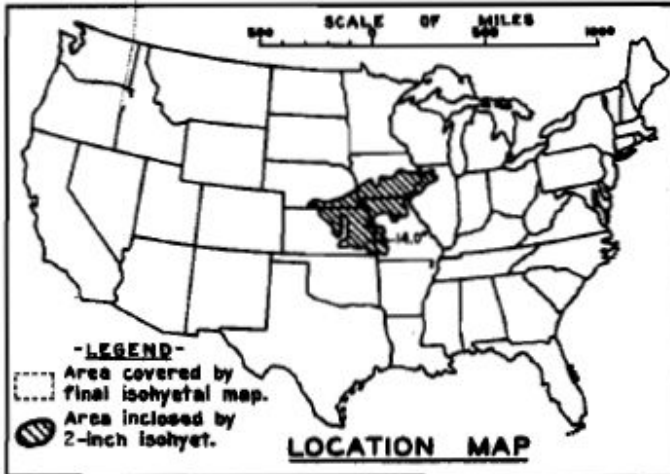 SCALE OF MILES
500 0 500 1000
14.0"
-LEGEND-
Area covered by
final isohyetal map.
Area inclosed by
2-inch isohyet.
LOCATION MAP